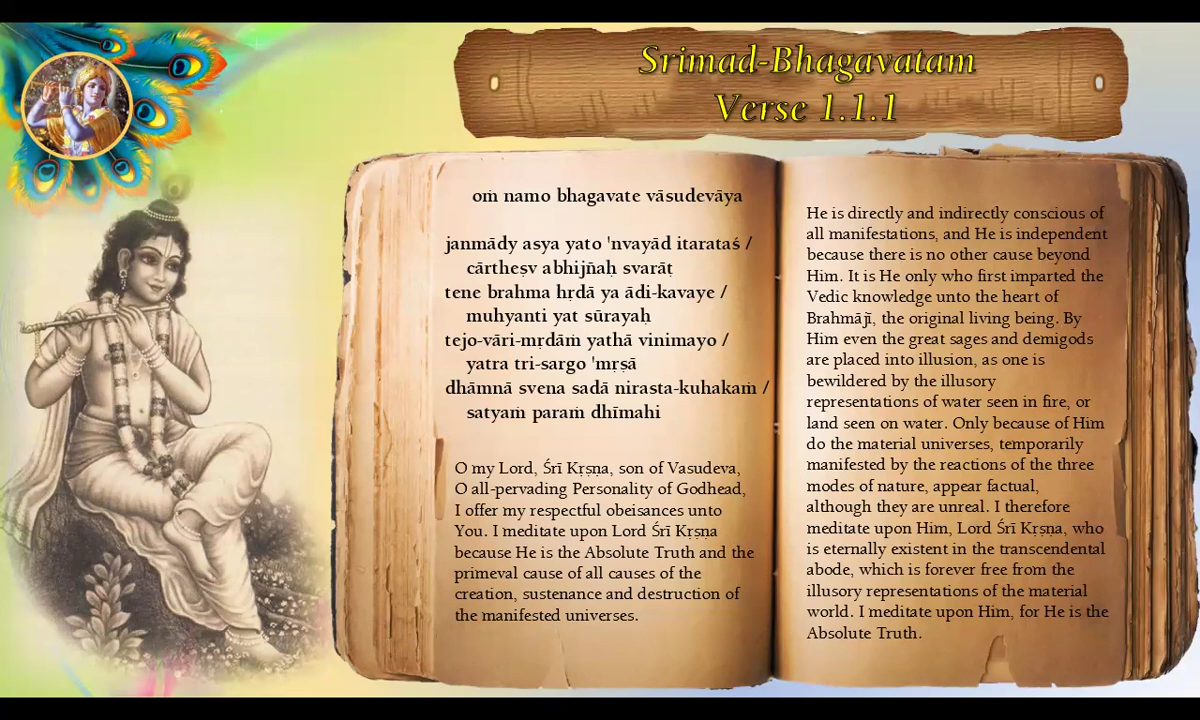 Srimad-Bhagavatam
Verse 1.1.1
oṁ namo bhagavate vāsudevāya
janmādy asya yato 'nvayād itarataś /
cārtheṣv abhijñaḥ svarāṭ
tene brahma hṛdā ya ādi-kavaye /
muhyanti yat sūrayaḥ
tejo-vāri-mṛdāṁ yathā vinimayo /
yatra tri-sargo 'mṛṣā
dhāmnā svena sadā nirasta-kuhakaṁ /
satyaṁ paraṁ dhīmahi
O my Lord, Śrī Kṛṣṇa, son of Vasudeva,
O all-pervading Personality of Godhead,
I offer my respectful obeisances unto
You. I meditate upon Lord Śrī Kṛṣṇa
because He is the Absolute Truth and the
primeval cause of all causes of the
creation, sustenance and destruction of
the manifested universes.
He is directly and indirectly conscious of
all manifestations, and He is independent
because there is no other cause beyond
Him. It is He only who first imparted the
Vedic knowledge unto the heart of
Brahmājī, the original living being. By
Him even the great sages and demigods
are placed into illusion, as one is
bewildered by the illusory
representations of water seen in fire, or
land seen on water. Only because of Him
do the material universes, temporarily
manifested by the reactions of the three
modes of nature, appear factual,
although they are unreal. I therefore
meditate upon Him, Lord Śrī Kṛṣṇa, who
is eternally existent in the transcendental
abode, which is forever free from the
illusory representations of the material
world. I meditate upon Him, for He is the
Absolute Truth.